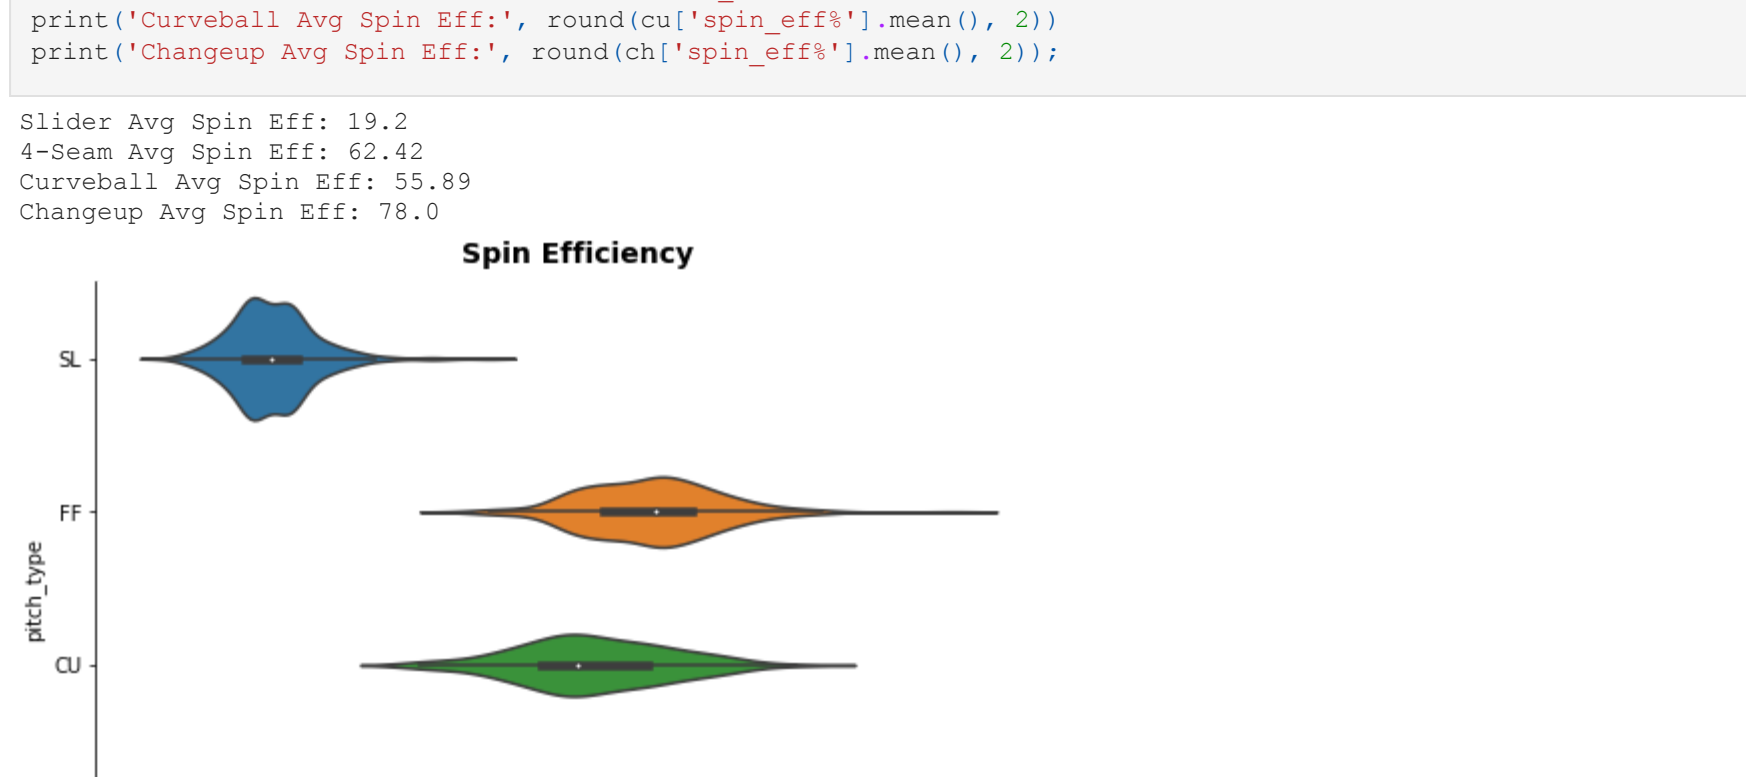 print('Curveball Avg Spin Eff:', round(cu['spin_eff%'].mean(), 2))
print('Changeup Avg Spin Eff:', round(ch['spin_eff%'].mean(), 2));
Slider Avg Spin Eff: 19.2
4-Seam Avg Spin Eff: 62.42
Curveball Avg Spin Eff: 55.89
Changeup Avg Spin Eff: 78.0
Spin Efficiency
SL
FF
pitch_type
CU